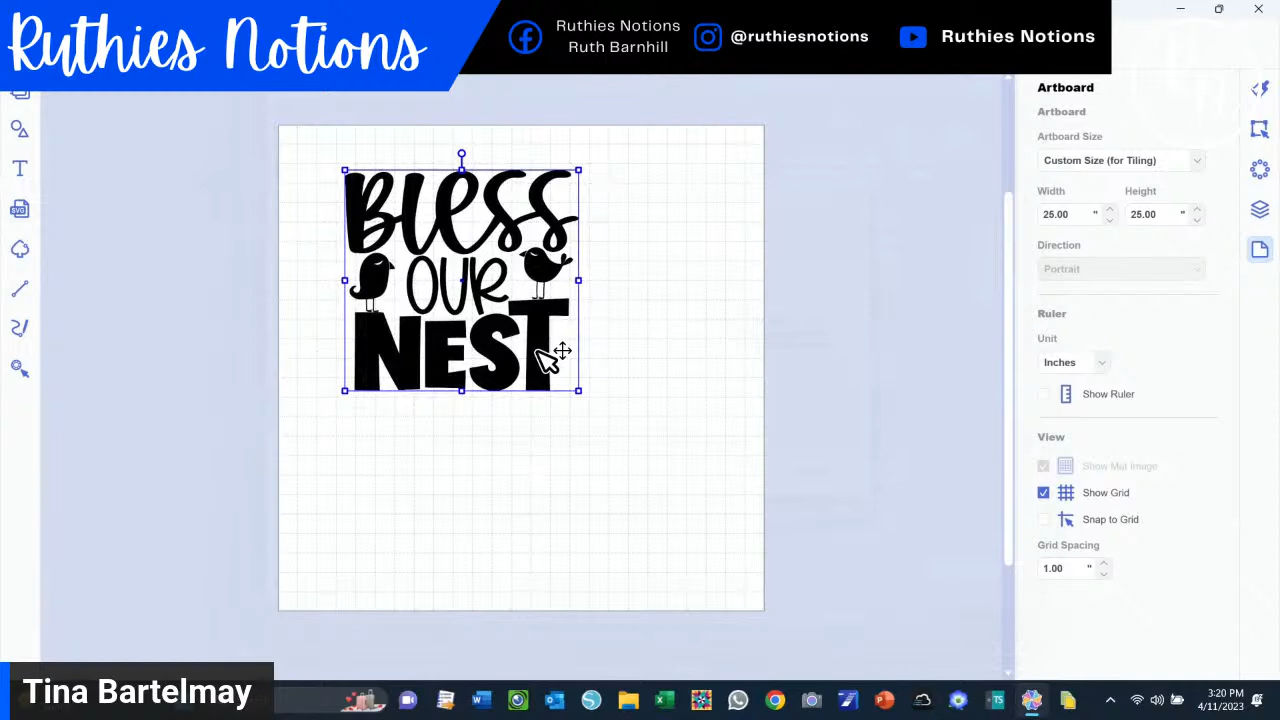 Ruthies Notions
Ruthies Notions
Ruth Barnhill
@ruthiesnotions
Ruthies Notions
T
SVG
BLESS
OUR
NEST
Artboard
Artboard
Artboard Size
Custom Size (for Tiling)
Width
Height
25.00 "
25.00 "
Direction
Portrait
Ruler
Unit
Inches
Show Ruler
View
Show Mat Image
Show Grid
Snap to Grid
Grid Spacing
1.00 "
Tina Bartelmay
3:20 PM
4/11/2023